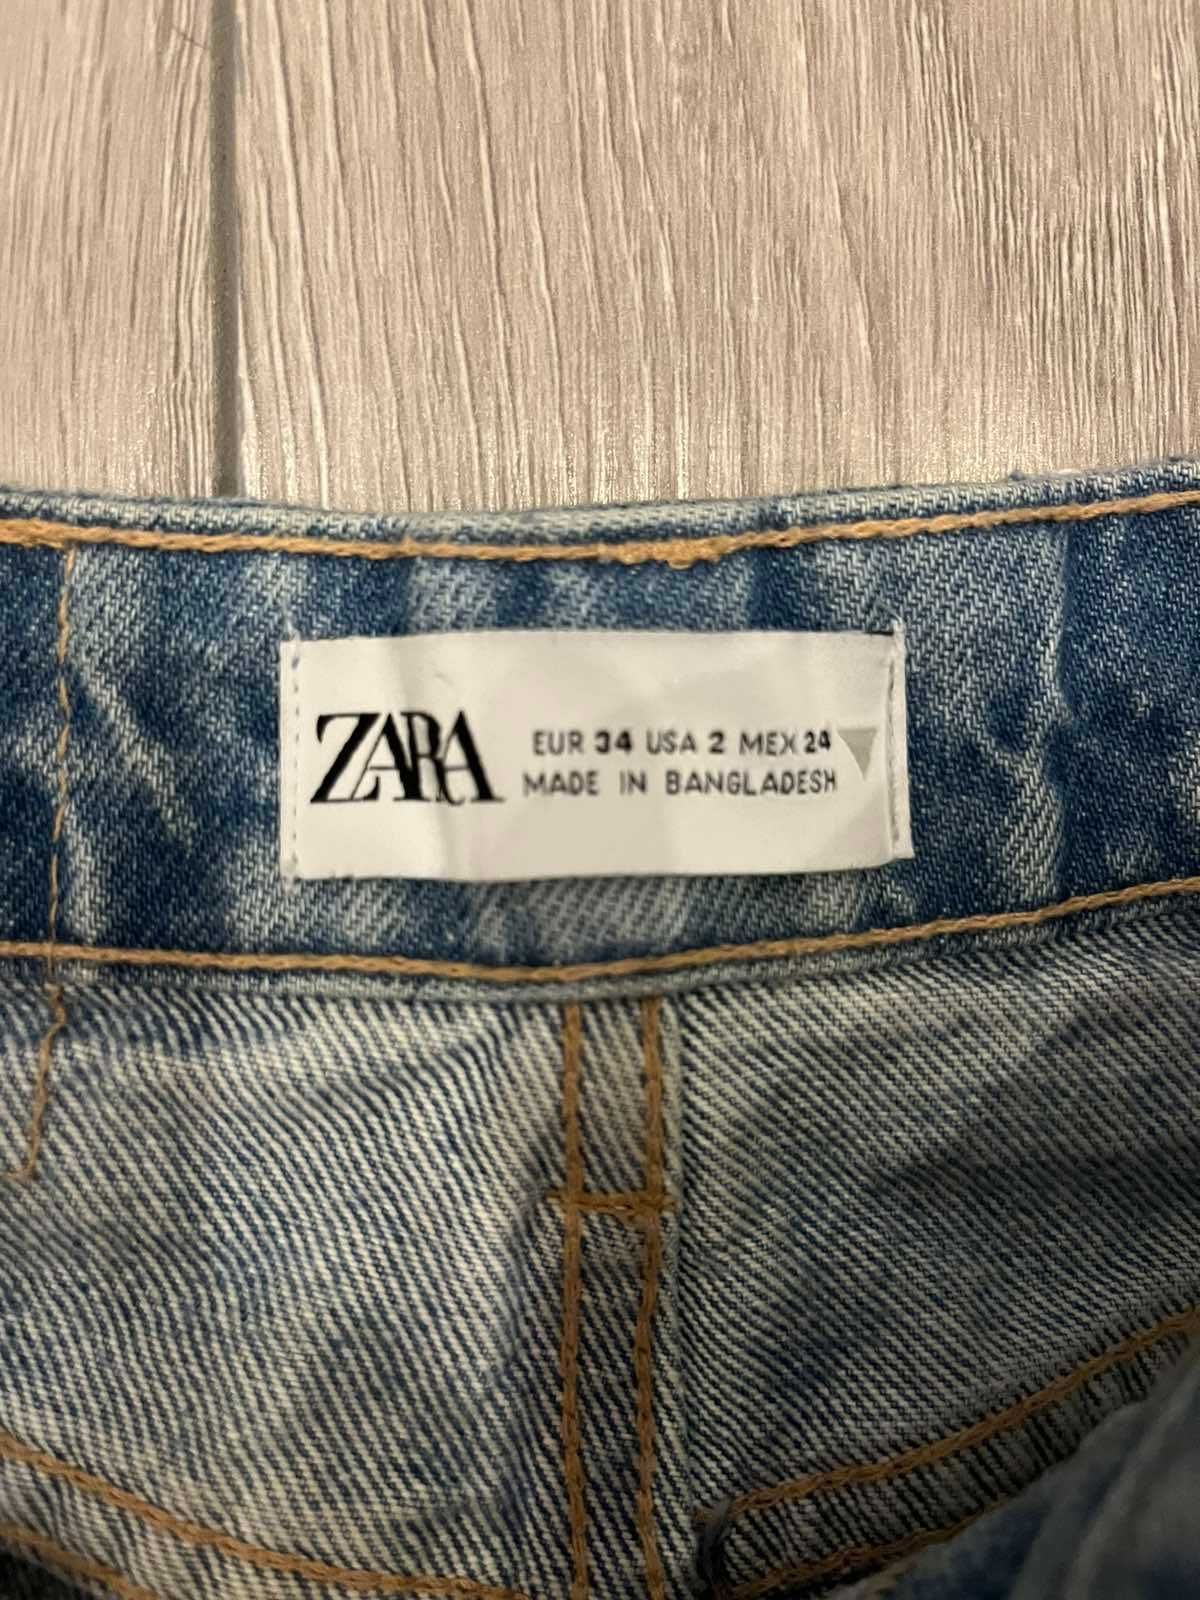 ZARA
EUR 34 USA 2 MEX 24
MADE IN BANGLADESH